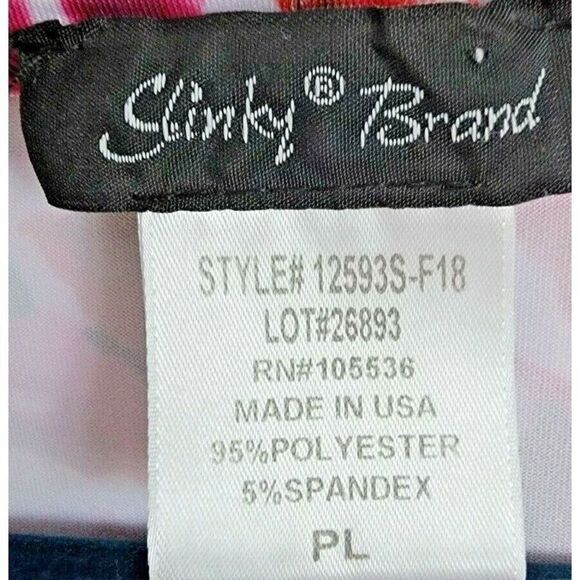 Slinky® Brand
STYLE# 12593S-F18
LOT#26893
RN#105536
MADE IN USA
95%POLYESTER
5%SPANDEX
PL